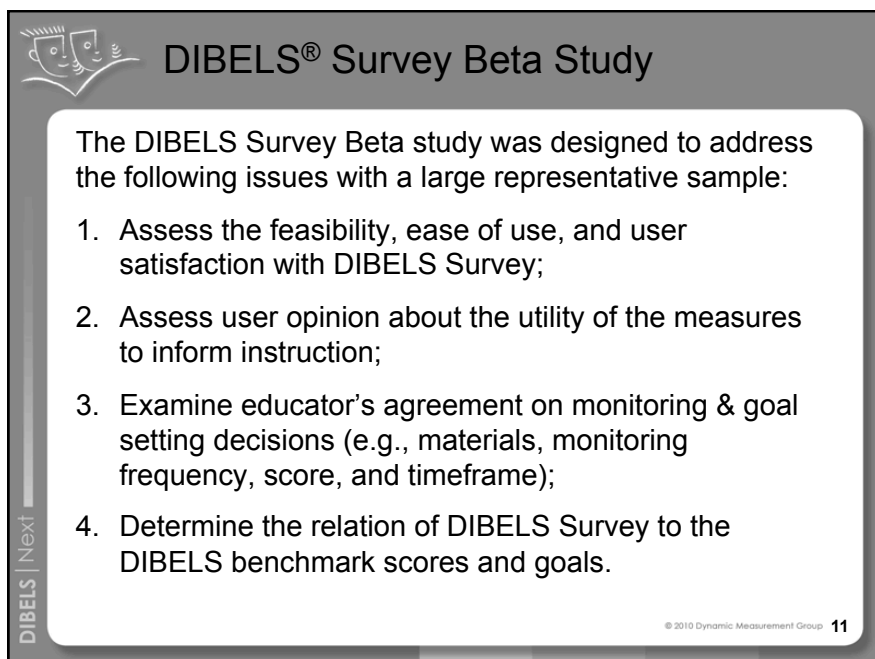 DIBELS® Survey Beta Study
The DIBELS Survey Beta study was designed to address
the following issues with a large representative sample:
1. Assess the feasibility, ease of use, and user
satisfaction with DIBELS Survey;
2. Assess user opinion about the utility of the measures
to inform instruction;
3. Examine educator's agreement on monitoring & goal
setting decisions (e.g., materials, monitoring
frequency, score, and timeframe);
4. Determine the relation of DIBELS Survey to the
DIBELS benchmark scores and goals.
DIBELS | Next
© 2010 Dynamic Measurement Group 11